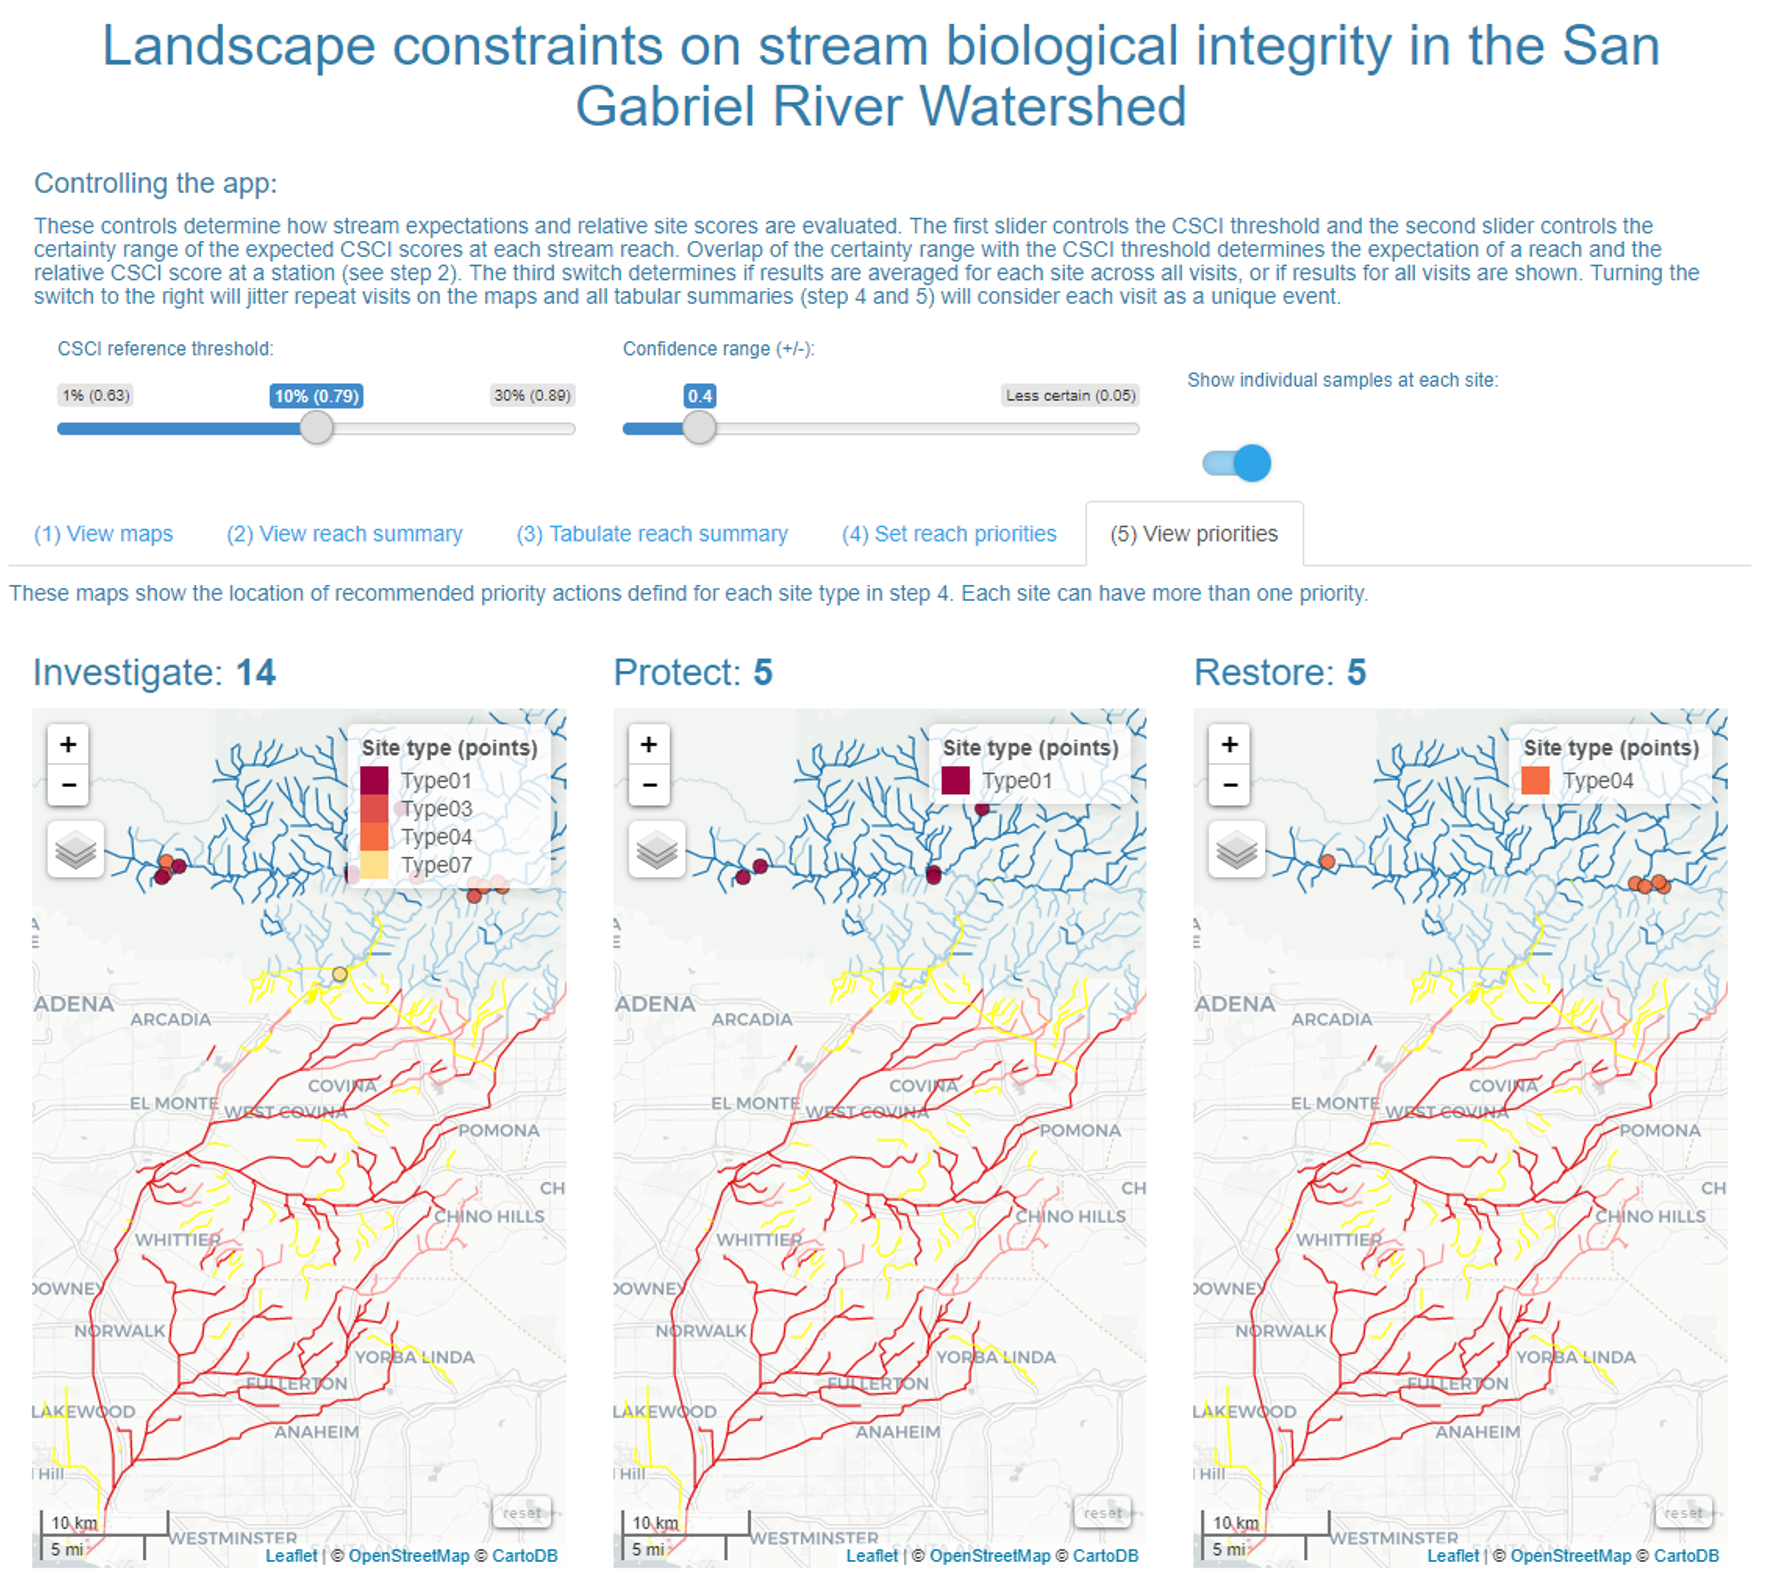 Landscape constraints on stream biological integrity in the San
Gabriel River Watershed
Controlling the app:
These controls determine how stream expectations and relative site scores are evaluated. The first slider controls the CSCI threshold and the second slider controls the
certainty range of the expected CSCI scores at each stream reach. Overlap of the certainty range with the CSCI threshold determines the expectation of a reach and the
relative CSCI score at a station (see step 2). The third switch determines if results are averaged for each site across all visits, or if results for all visits are shown. Turning the
switch to the right will jitter repeat visits on the maps and all tabular summaries (step 4 and 5) will consider each visit as a unique event.
CSCI reference threshold:
1% (0.63)
10% (0.79)
30% (0.89)
Confidence range (+/-):
0.4
Less certain (0.05)
Show individual samples at each site:
(1) View maps
(2) View reach summary
(3) Tabulate reach summary
(4) Set reach priorities
(5) View priorities
These maps show the location of recommended priority actions defind for each site type in step 4. Each site can have more than one priority.
Investigate: 14
+
−
Site type (points)
Type01
Type03
Type04
Type07
ADENA
ARCADIA
COVINA
EL MONTE
WEST COVINA
POMONA
CH
CHINO HILLS
WHITTIER
DOWNEY
NORWALK
YORBA LINDA
FULLERTON
LAKEWOOD
ANAHEIM
Hill
reset
10 km
5 mi
WESTMINSTER
Leaflet | © OpenStreetMap © CartoDB
Protect: 5
+
−
Site type (points)
Type01
ADENA
ARCADIA
COVINA
EL MONTE
WEST COVINA
POMONA
CH
CHINO HILLS
WHITTIER
DOWNEY
NORWALK
YORBA LINDA
FULLERTON
LAKEWOOD
ANAHEIM
Hill
reset
10 km
5 mi
WESTMINSTER
Leaflet | © OpenStreetMap © CartoDB
Restore: 5
+
−
Site type (points)
Type04
ADENA
ARCADIA
COVINA
EL MONTE
WEST COVINA
POMONA
CH
CHINO HILLS
WHITTIER
DOWNEY
NORWALK
YORBA LINDA
FULLERTON
LAKEWOOD
ANAHEIM
Hill
reset
10 km
5 mi
WESTMINSTER
Leaflet | © OpenStreetMap © CartoDB